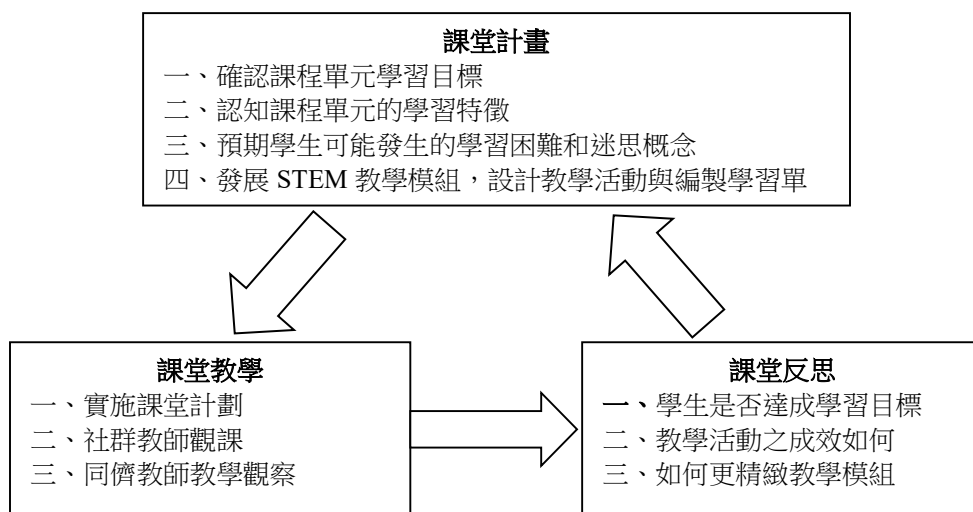 課堂計畫
一、確認課程單元學習目標
二、認知課程單元的學習特徵
三、預期學生可能發生的學習困難和迷思概念
四、發展 STEM 教學模組，設計教學活動與編製學習單
課堂教學
一、實施課堂計劃
二、社群教師觀課
三、同儕教師教學觀察
課堂反思
一、學生是否達成學習目標
二、教學活動之成效如何
三、如何更精緻教學模組